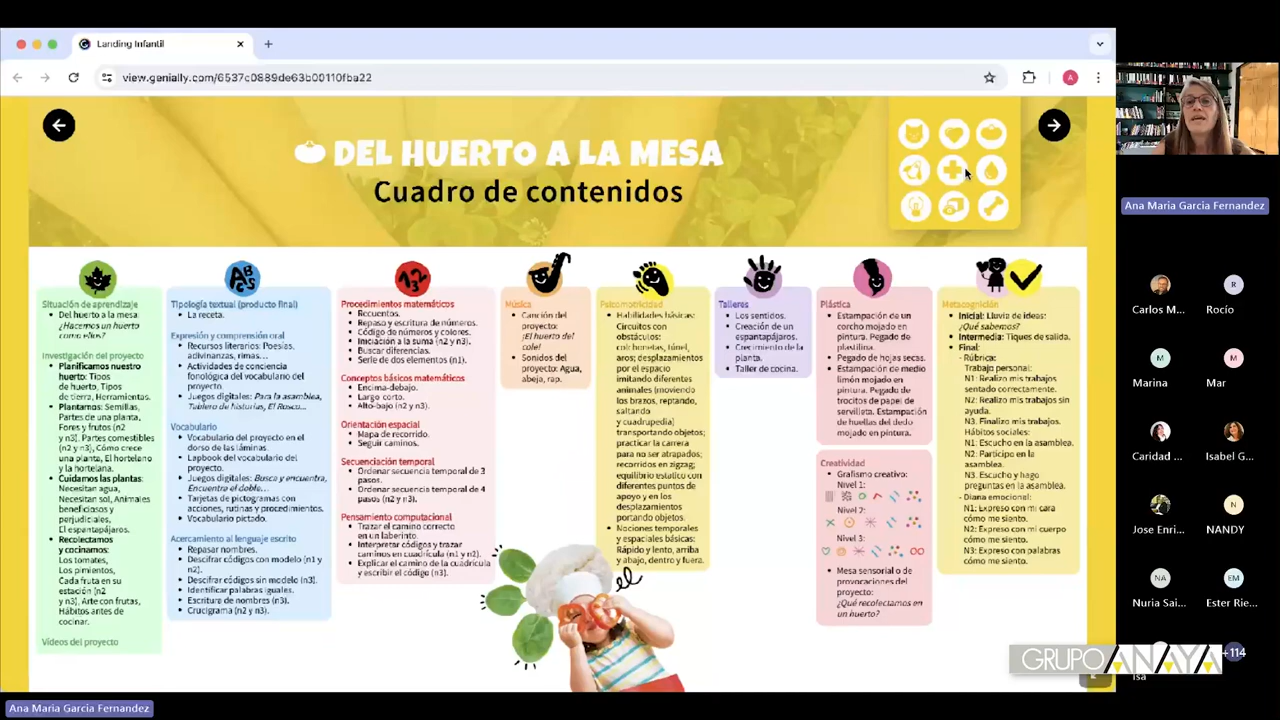 Landing Infantil
view.genially.com/6537c0889de63b00110fba22
A
DEL HUERTO A LA MESA
Cuadro de contenidos
Situación de aprendizaje
• Del huerto a la mesa:
¿Hacemos un huerto
como ellos?
Investigación del proyecto
• Planificamos nuestro
huerto: Tipos
de huerto, Tipos
de tierra, Herramientas.
• Plantamos: Semillas,
Partes de una planta,
Fores y frutos (n2
y n3). Partes comestibles
(n2 y n3), Cómo crece
una planta, El hortelano
y la hortelana.
• Cuidamos las plantas:
Necesitan agua,
Necesitan sol, Animales
beneficiosos y
perjudiciales,
El espantapájaros.
• Recolectamos
y cocinamos:
Los tomates,
Los pimientos,
Cada fruta en su
estación (n2
y n3), Arte con frutas,
Hábitos antes de
cocinar.
Vídeos del proyecto
ABC
Tipología textual (producto final)
• La receta.
Expresión y comprensión oral
• Recursos literarios: Poesías,
adivinanzas, rimas...
• Actividades de conciencia
fonológica del vocabulario del
proyecto.
• Juegos digitales: Para la asamblea,
Tablero de historias, El Rosco...
Vocabulario
• Vocabulario del proyecto en el
dorso de las láminas.
• Lapbook del vocabulario del
proyecto.
• Juegos digitales: Busca y encuentra,
Encuentra el doble...
• Tarjetas de pictogramas con
acciones, rutinas y procedimientos.
• Vocabulario pictado.
Acercamiento al lenguaje escrito
• Repasar nombres.
• Descifrar códigos con modelo (n1 y
n2).
• Descifrar códigos sin modelo (n3).
• Identificar palabras iguales.
• Escritura de nombres (n3).
• Crucigrama (n2 y n3).
123
Procedimientos matemáticos
• Recuentos.
• Repaso y escritura de números.
• Código de números y colores.
• Iniciación a la suma (n2 y n3).
• Buscar diferencias.
• Serie de dos elementos (n1).
Conceptos básicos matemáticos
• Encima-debajo.
• Largo-corto.
• Alto-bajo (n2 y n3).
Orientación espacial
• Mapa de recorrido.
• Seguir caminos.
Secuenciación temporal
• Ordenar secuencia temporal de 3
pasos.
• Ordenar secuencia temporal de 4
pasos (n2 y n3).
Pensamiento computacional
• Trazar el camino correcto
en un laberinto.
• Interpretar códigos y trazar
caminos en cuadrícula (n1 y n2).
• Explicar el camino de la cuadrícula
y escribir el código (n3).
Música
• Canción del
proyecto:
¡El huerto del
cole!
• Sonidos del
proyecto: Agua,
abeja, rap.
Psicomotricidad
• Habilidades básicas:
Circuitos con
obstáculos:
col: bonetas, túnel,
aros; desplazamientos
por el espacio
imitando diferentes
animales (moviendo
los brazos, reptando,
saltando
y cuadrupedia)
transportando objetos;
practicar la carrera
para no ser atrapados;
recorridos en zigzag;
equilibrio estático con
diferentes puntos de
apoyo y en los
desplazamientos
portando objetos.
• Nociones temporales
y espaciales básicas:
Rápido y lento, arriba
y abajo, dentro y fuera.
Talleres
• Los sentidos.
• Creación de un
espantapájaros.
• Crecimiento de la
planta.
• Taller de cocina.
Plástica
• Estampación de un
corcho mojado en
pintura. Pegado de
plastilina.
• Pegado de hojas secas.
• Estampación de medio
limón mojado en
pintura. Pegado de
trocitos de papel de
servilleta. Estampación
de huellas del dedo
mojado en pintura.
Creatividad
• Grafismo creativo:
Nivel 1:
Nivel 2:
Nivel 3:
• Mesa sensorial o de
provocaciones del
proyecto:
¿Qué recolectamos en
un huerto?
Metacognición
• Inicial: Lluvia de ideas:
¿Qué sabemos?
• Intermedia: Tiques de salida.
• Final:
- Rúbrica:
Trabajo personal:
N1: Realizo mis trabajos
sentado correctamente.
N2: Realizo mis trabajos sin
ayuda.
N3. Finalizo mis trabajos.
Hábitos sociales:
N1: Escucho en la asamblea.
N2: Participo en la
asamblea.
N3. Escucho y hago
preguntas en la asamblea.
- Diana emocional:
N1: Expreso con mi cara
cómo me siento.
N2: Expreso con mi cuerpo
cómo me siento.
N3: Expreso con palabras
cómo me siento.
el
Ana Maria Garcia Fernandez
R
Carlos M...
Rocío
M
M
Marina
Mar
Caridad ...
Isabel G...
N
Jose Enri...
NANDY
NA
EM
Nuria Sai...
Ester Rie...
+114
Isa
GRUPO ANAYA
Ana Maria Garcia Fernandez